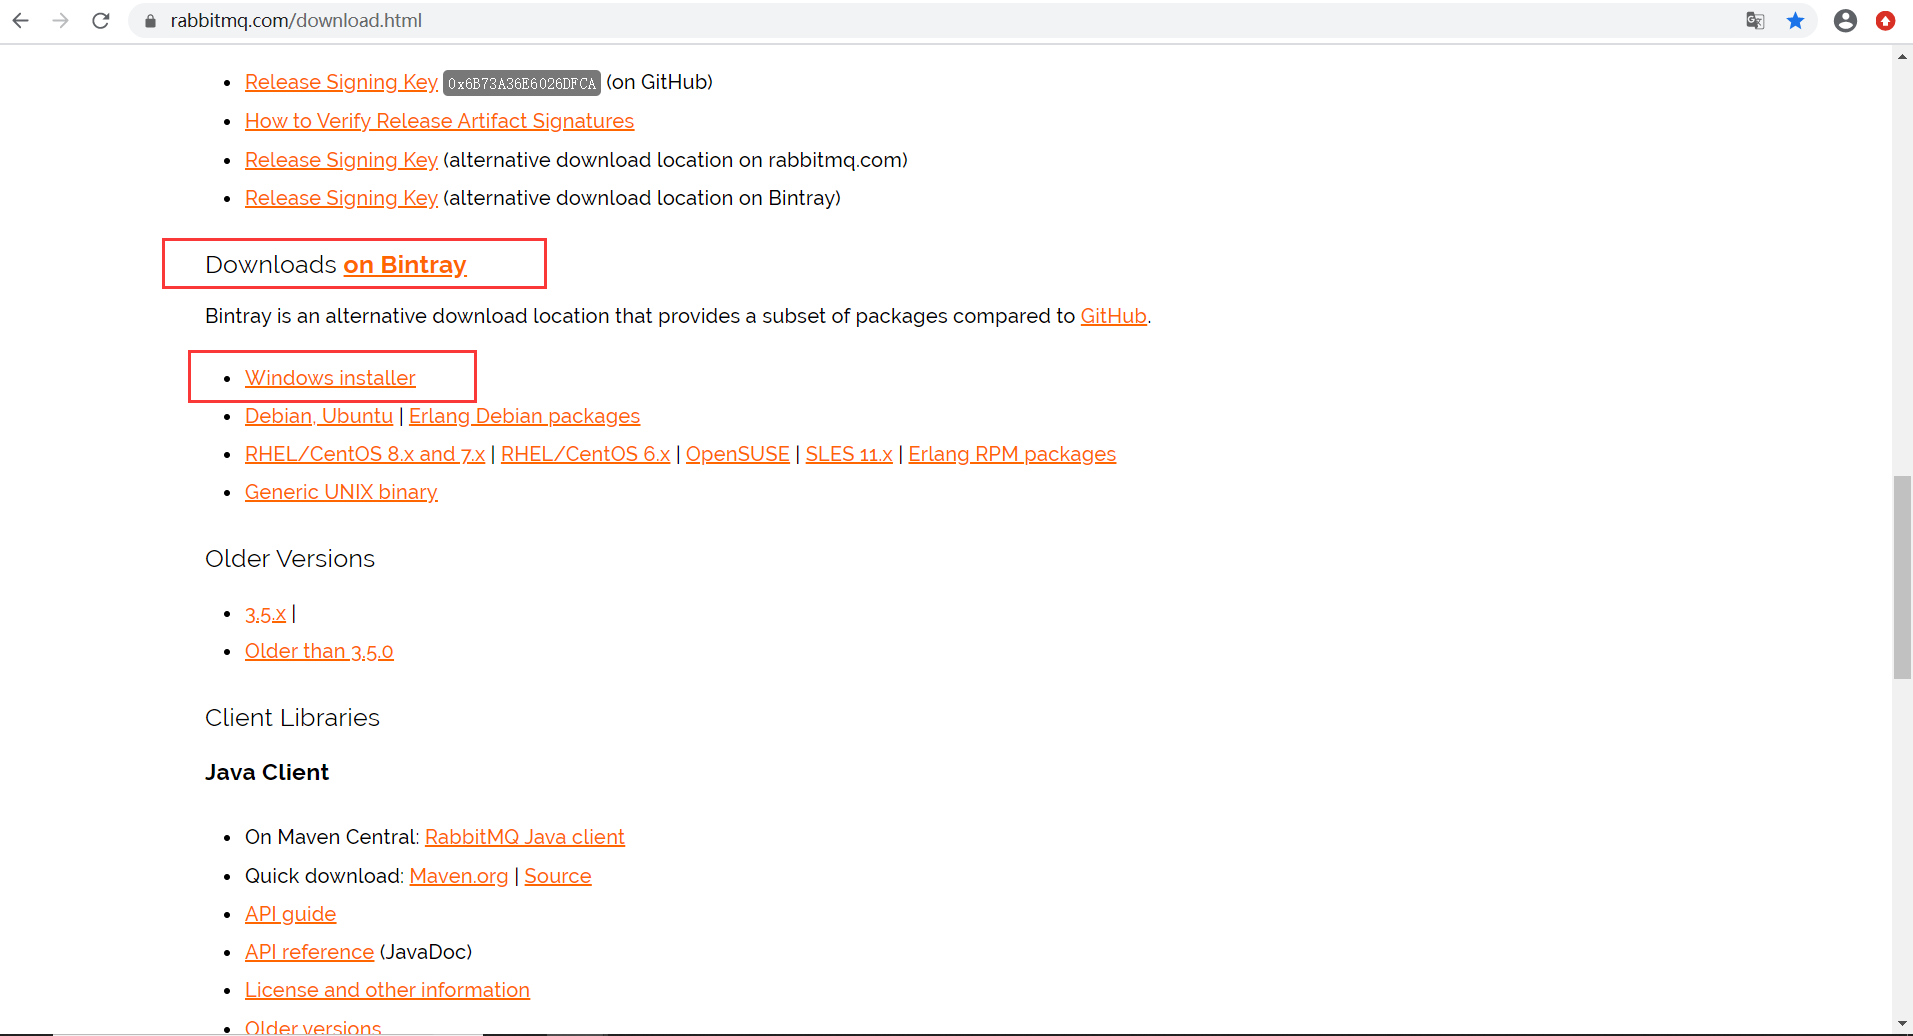 rabbitmq.com/download.html
Release Signing Key 0x6B73A36E6026DFCA (on GitHub)
How to Verify Release Artifact Signatures
Release Signing Key (alternative download location on rabbitmq.com)
Release Signing Key (alternative download location on Bintray)
Downloads on Bintray
Bintray is an alternative download location that provides a subset of packages compared to GitHub.
Windows installer
Debian, Ubuntu | Erlang Debian packages
RHEL/CentOS 8.x and 7.x | RHEL/CentOS 6.x | OpenSUSE | SLES 11.x | Erlang RPM packages
Generic UNIX binary
Older Versions
3.5.x |
Older than 3.5.0
Client Libraries
Java Client
On Maven Central: RabbitMQ Java client
Quick download: Maven.org | Source
API guide
API reference (JavaDoc)
License and other information
Older versions